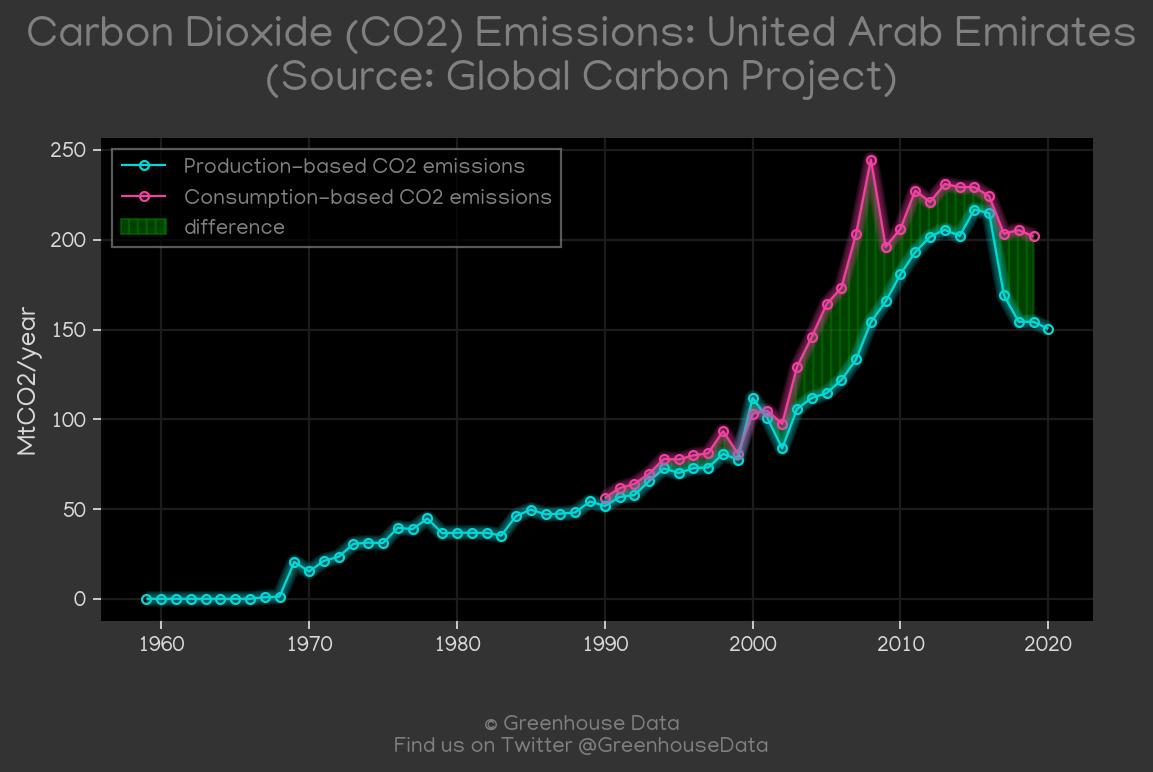 Carbon Dioxide (CO2) Emissions: United Arab Emirates
(Source: Global Carbon Project)
250
200
150
100
50
0
MtCO2/year
Production-based CO2 emissions
Consumption-based CO2 emissions
difference
1960 1970 1980 1990 2000 2010 2020
© Greenhouse Data
Find us on Twitter @GreenhouseData